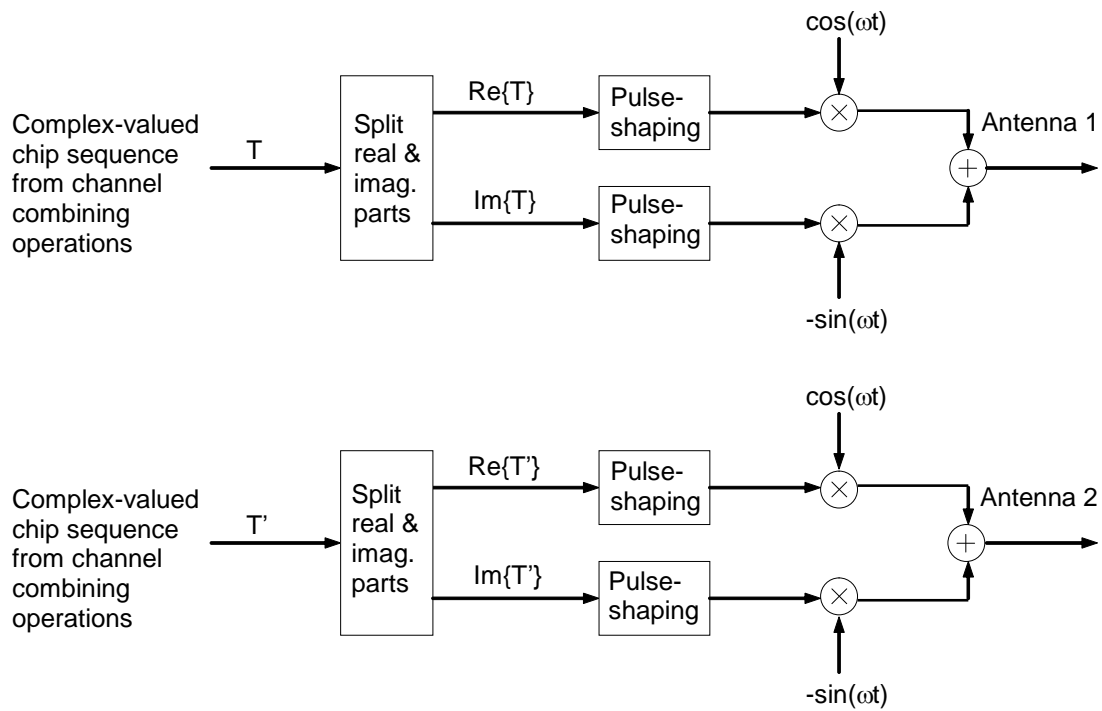 cos(ωt)
Complex-valued
chip sequence
from channel
combining
operations
T
Split
real &
imag.
parts
Re{T}
Pulse-
shaping
Im{T}
Pulse-
shaping
Antenna 1
-sin(ωt)
cos(ωt)
Complex-valued
chip sequence
from channel
combining
operations
T’
Split
real &
imag.
parts
Re{T’}
Pulse-
shaping
Im{T’}
Pulse-
shaping
Antenna 2
-sin(ωt)